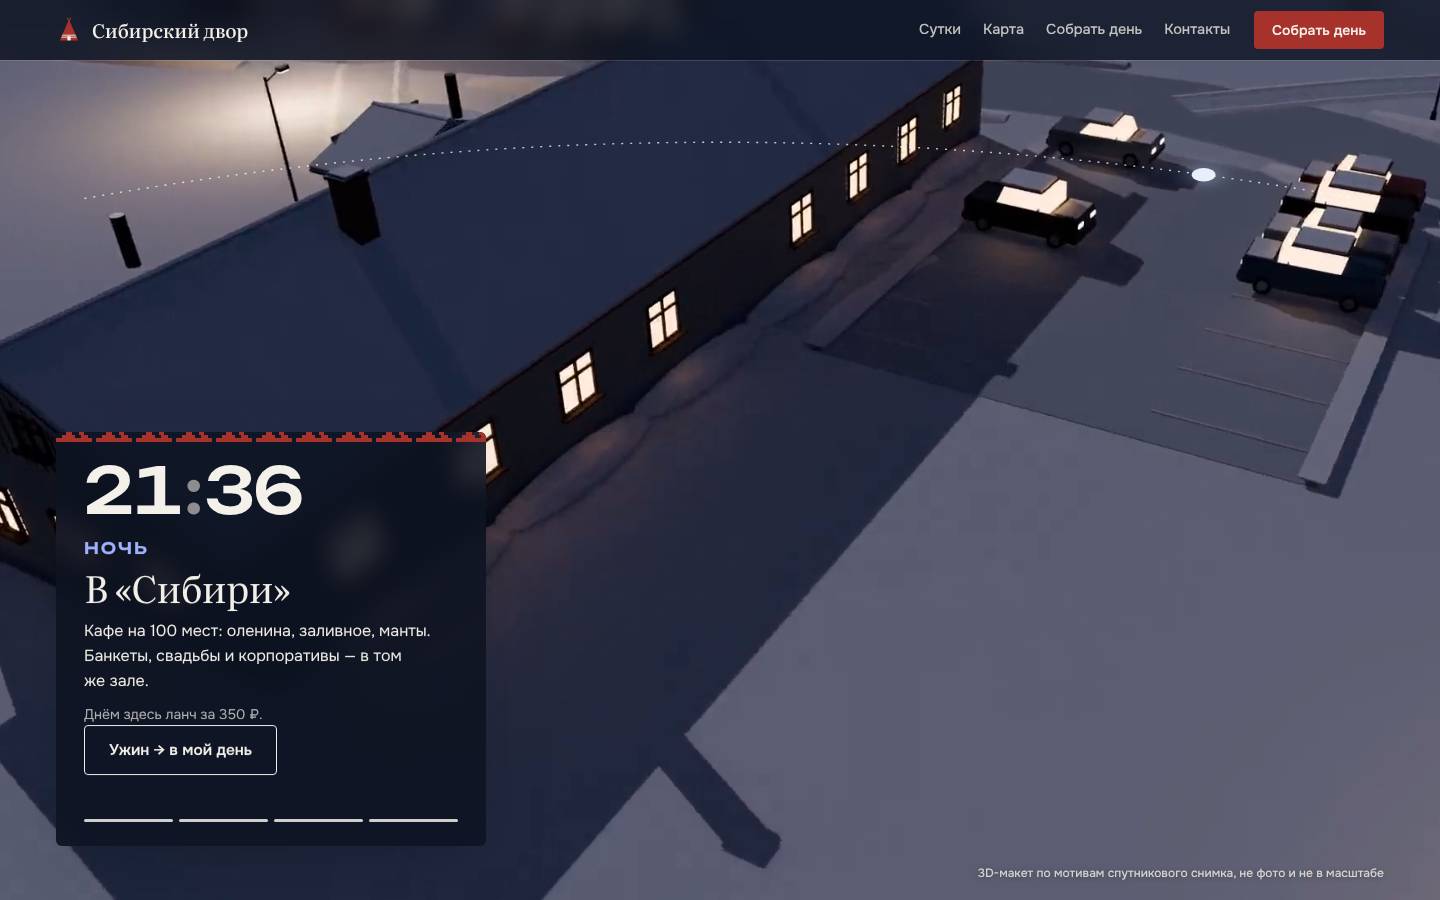 Сибирский двор
Сутки
Карта
Собрать день
Контакты
Собрать день
21:36
НОЧЬ
В «Сибири»
Кафе на 100 мест: оленина, заливное, манты.
Банкеты, свадьбы и корпоративы — в том
же зале.
Днём здесь ланч за 350 ₽.
Ужин → в мой день
3D-макет по мотивам спутникового снимка, не фото и не в масштабе